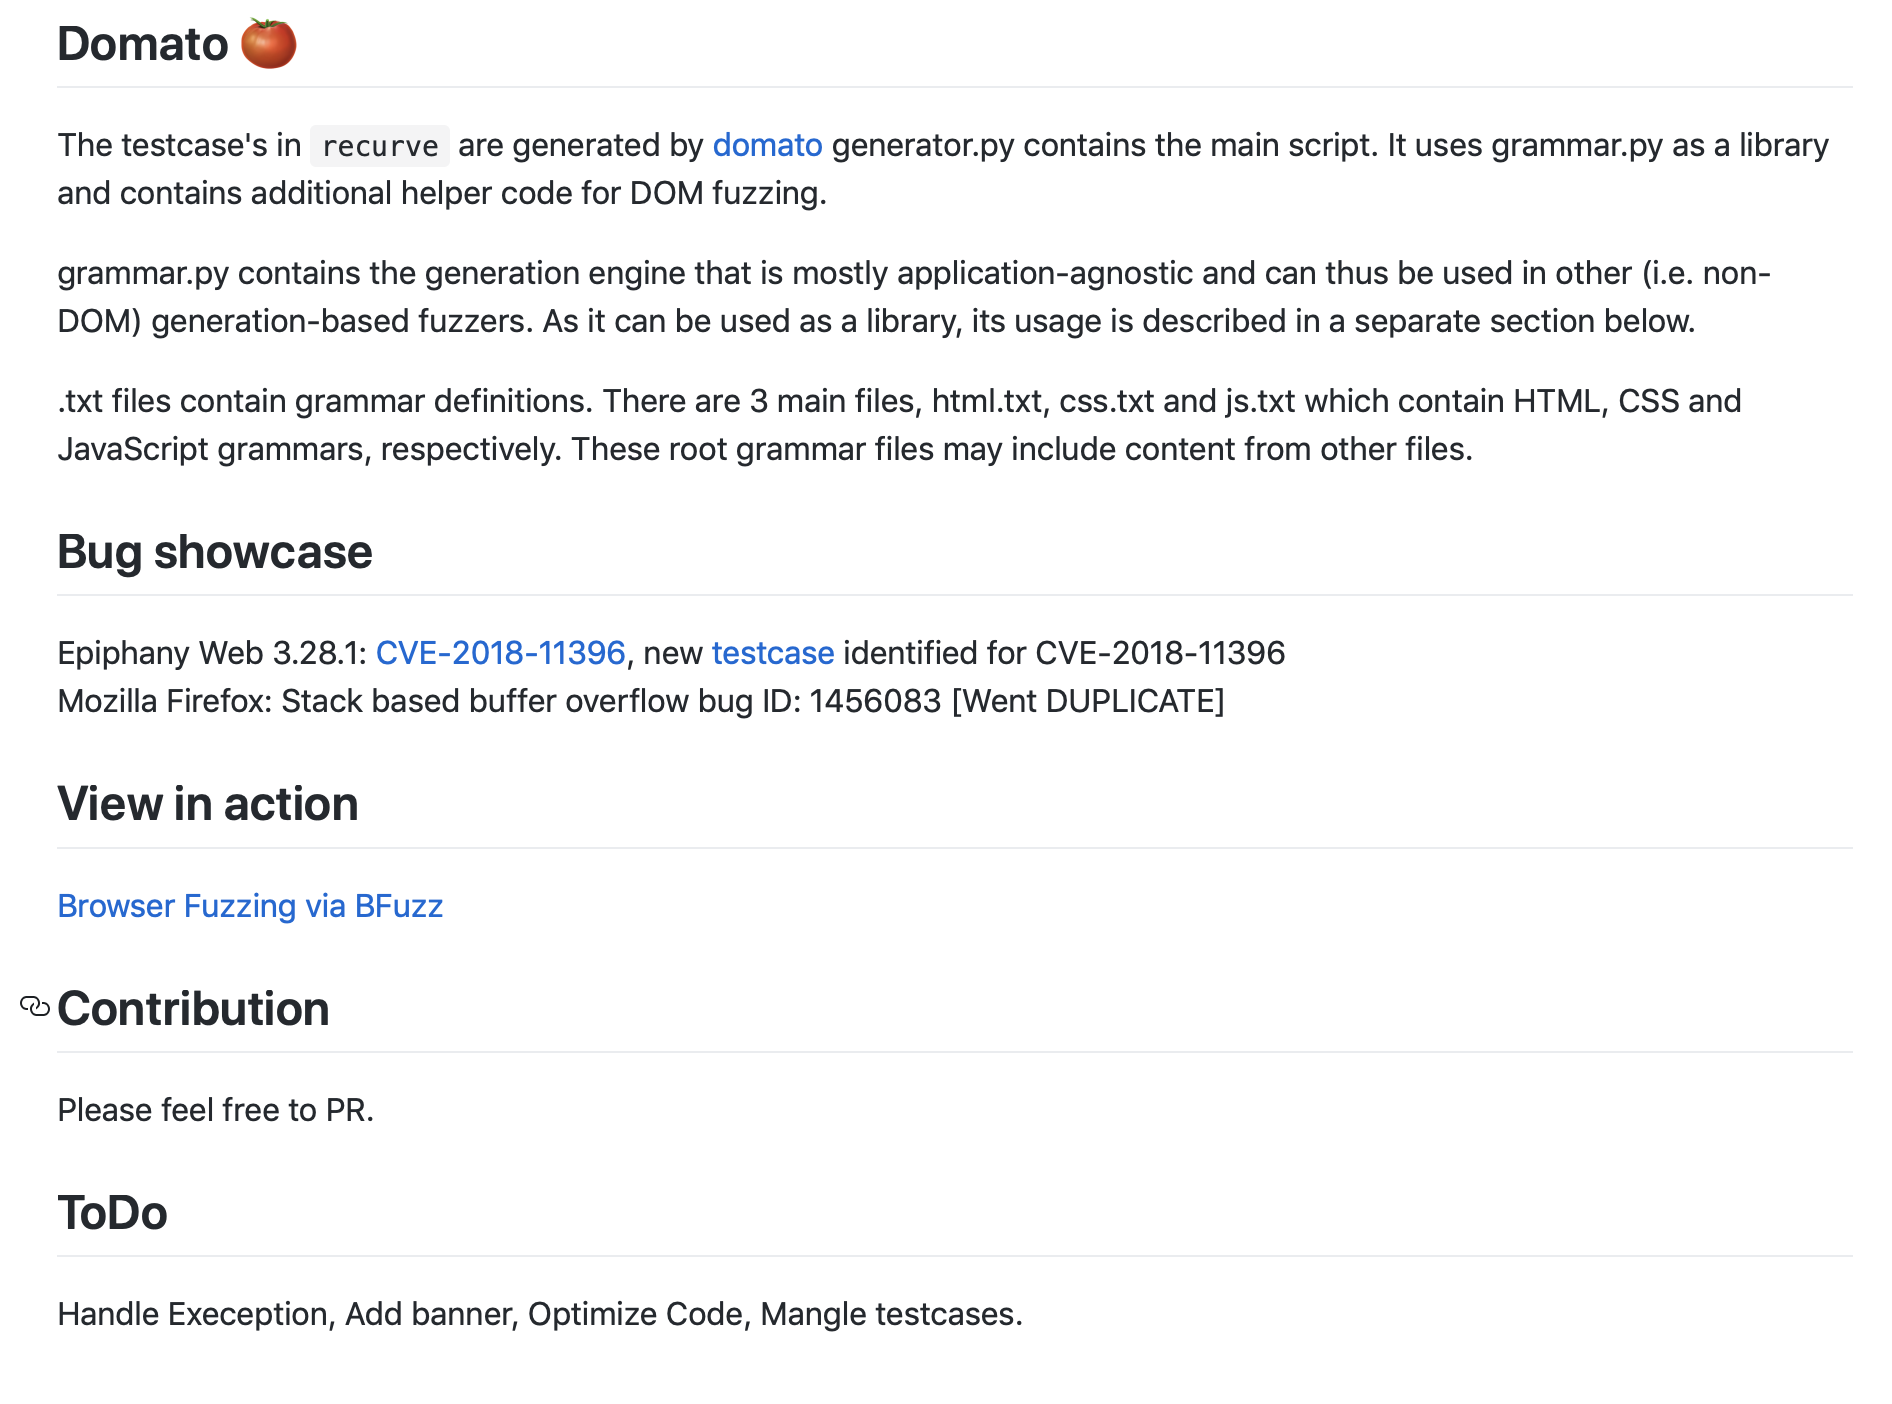 Domato 🍅
The testcase's in recurve are generated by domato generator.py contains the main script. It uses grammar.py as a library
and contains additional helper code for DOM fuzzing.
grammar.py contains the generation engine that is mostly application-agnostic and can thus be used in other (i.e. non-
DOM) generation-based fuzzers. As it can be used as a library, its usage is described in a separate section below.
.txt files contain grammar definitions. There are 3 main files, html.txt, css.txt and js.txt which contain HTML, CSS and
JavaScript grammars, respectively. These root grammar files may include content from other files.
Bug showcase
Epiphany Web 3.28.1: CVE-2018-11396, new testcase identified for CVE-2018-11396
Mozilla Firefox: Stack based buffer overflow bug ID: 1456083 [Went DUPLICATE]
View in action
Browser Fuzzing via BFuzz
Contribution
Please feel free to PR.
ToDo
Handle Exeception, Add banner, Optimize Code, Mangle testcases.